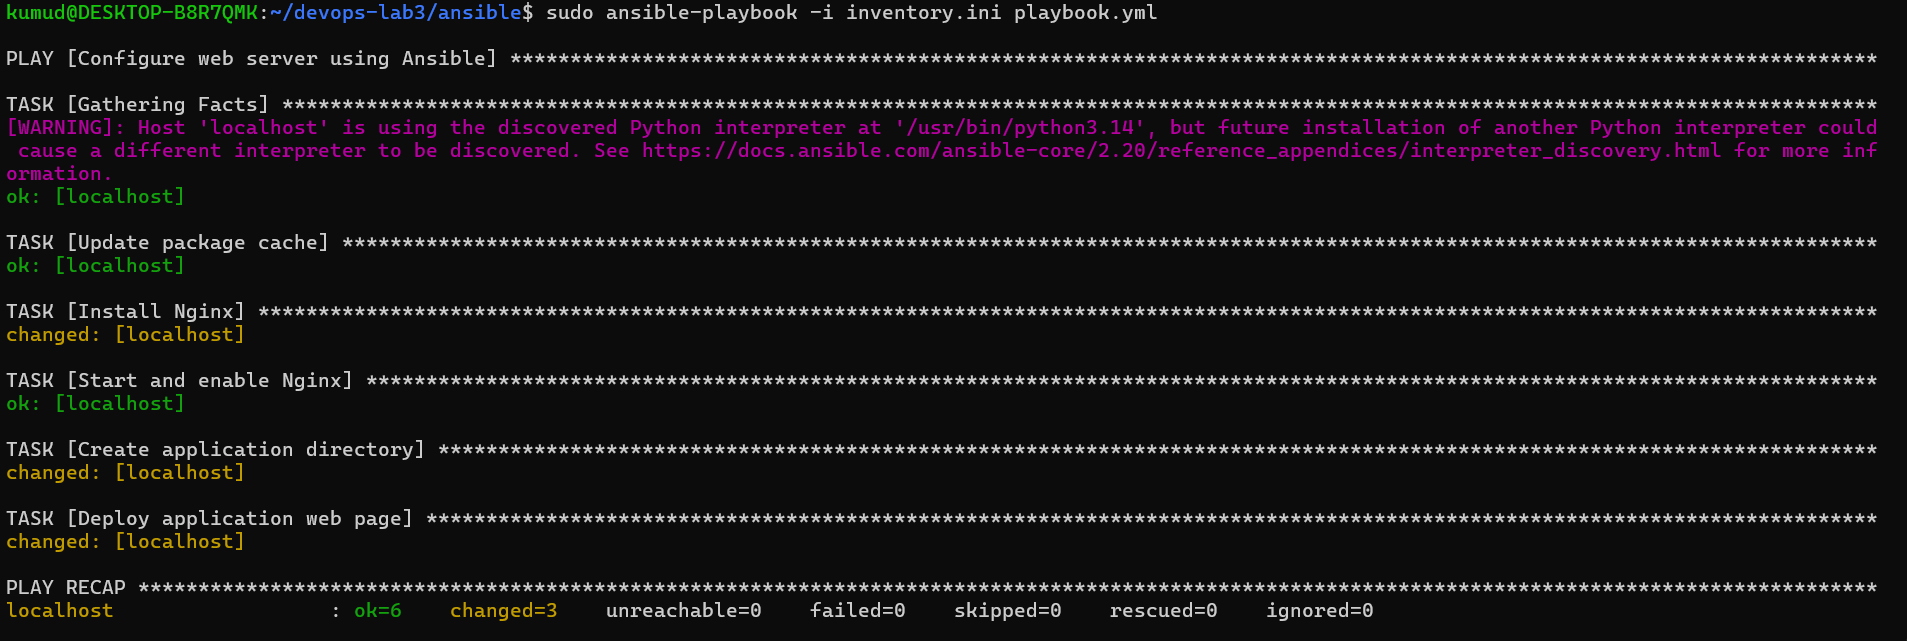 kumud@DESKTOP-B8R7QMK:~/devops-lab3/ansible$ sudo ansible-playbook -i inventory.ini playbook.yml
PLAY [Configure web server using Ansible] ******************************************************************************************************************
TASK [Gathering Facts] *************************************************************************************************************************************
[WARNING]: Host 'localhost' is using the discovered Python interpreter at '/usr/bin/python3.14', but future installation of another Python interpreter could
 cause a different interpreter to be discovered. See https://docs.ansible.com/ansible-core/2.20/reference_appendices/interpreter_discovery.html for more inf
ormation.
ok: [localhost]
TASK [Update package cache] ********************************************************************************************************************************
ok: [localhost]
TASK [Install Nginx] ***************************************************************************************************************************************
changed: [localhost]
TASK [Start and enable Nginx] ******************************************************************************************************************************
ok: [localhost]
TASK [Create application directory] ************************************************************************************************************************
changed: [localhost]
TASK [Deploy application web page] *************************************************************************************************************************
changed: [localhost]
PLAY RECAP *************************************************************************************************************************************************
localhost                  : ok=6    changed=3    unreachable=0    failed=0    skipped=0    rescued=0    ignored=0